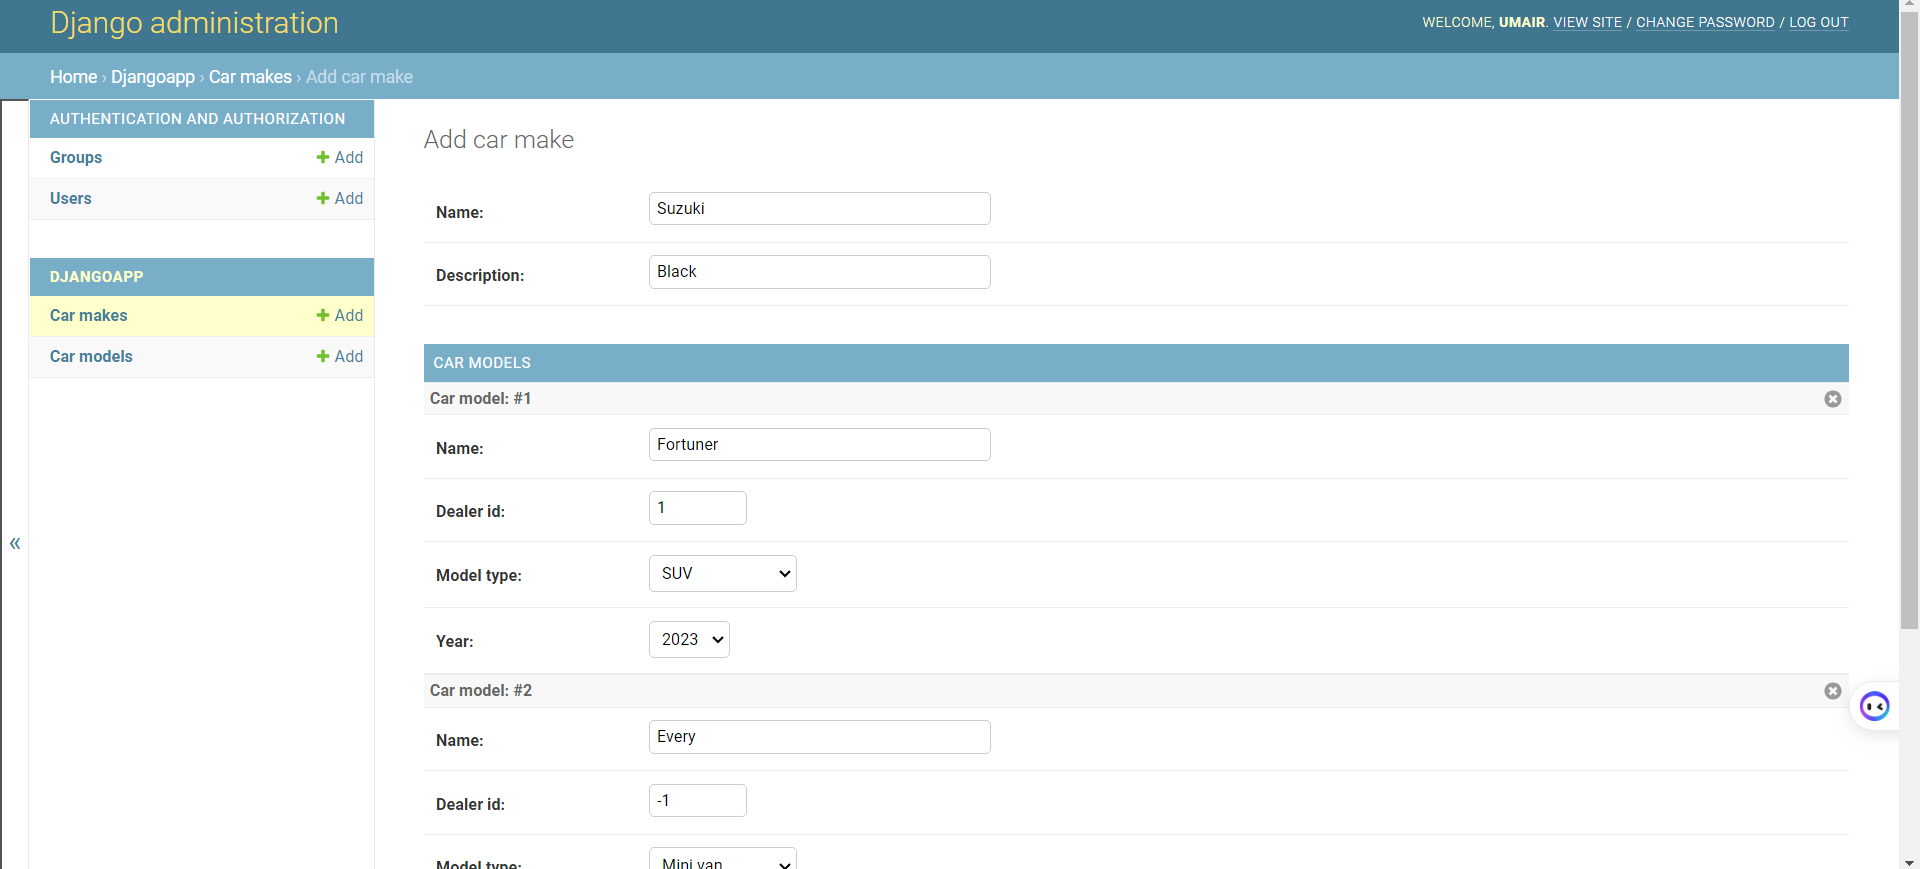 Django administration
WELCOME, UMAIR. VIEW SITE / CHANGE PASSWORD / LOG OUT
Home › Djangoapp › Car makes › Add car make
AUTHENTICATION AND AUTHORIZATION
Groups + Add
Users + Add
DJANGOAPP
Car makes + Add
Car models + Add
«
Add car make
Name: Suzuki
Description: Black
CAR MODELS
Car model: #1
Name: Fortuner
Dealer id: 1
Model type: SUV
Year: 2023
Car model: #2
Name: Every
Dealer id: -1
Model type: Mini van